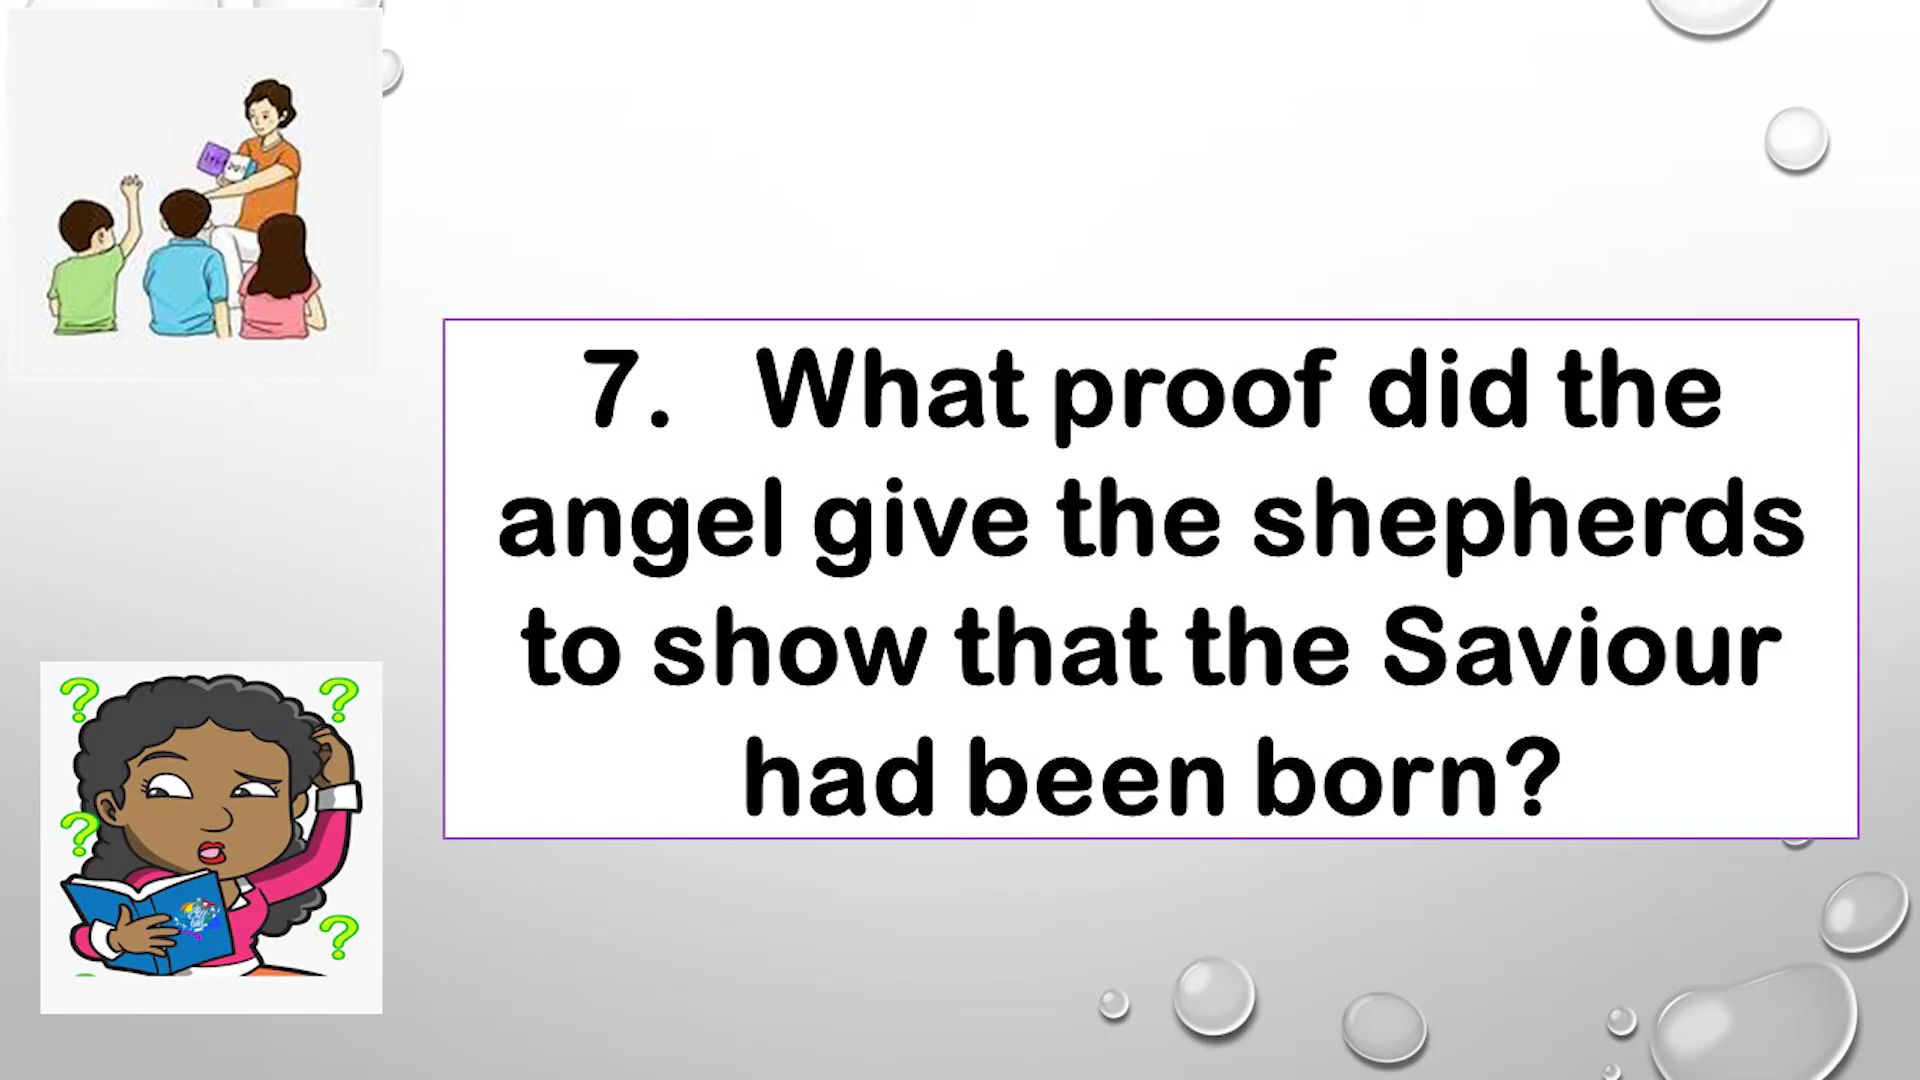 7. What proof did the
angel give the shepherds
to show that the Saviour
had been born?